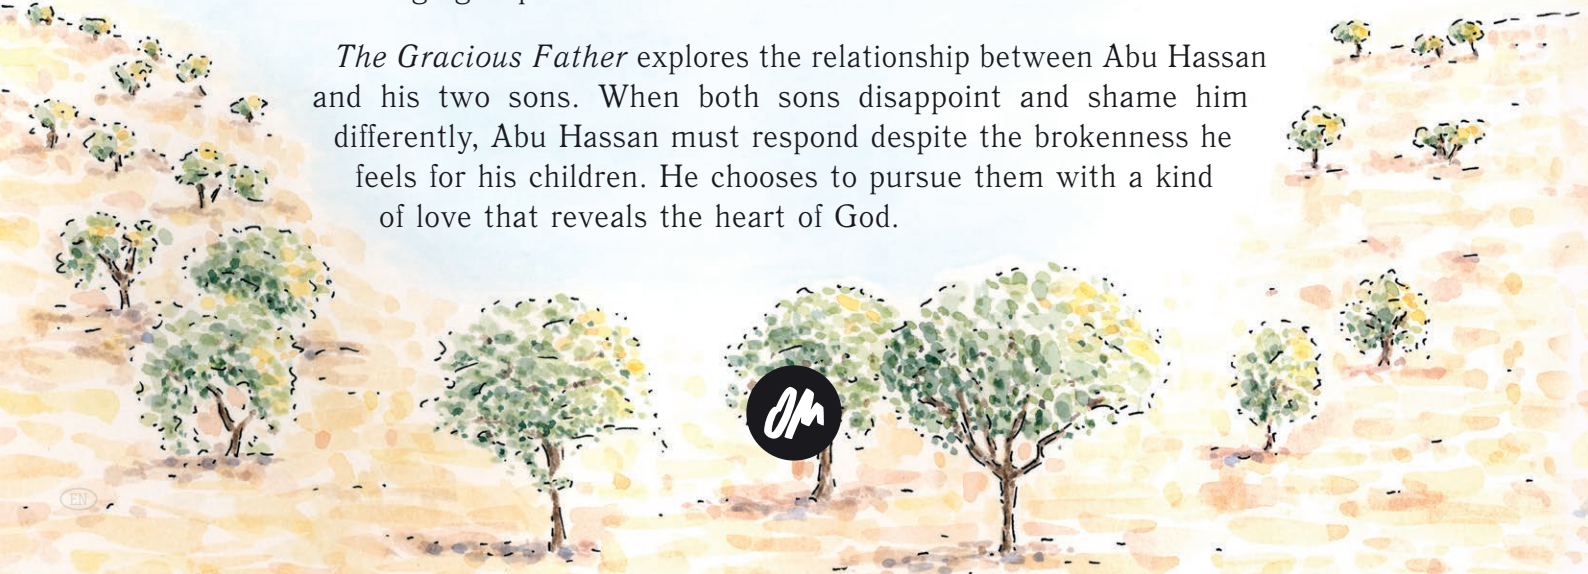 The Gracious Father explores the relationship between Abu Hassan
and his two sons. When both sons disappoint and shame him
differently, Abu Hassan must respond despite the brokenness he
feels for his children. He chooses to pursue them with a kind
of love that reveals the heart of God.
OM
EN